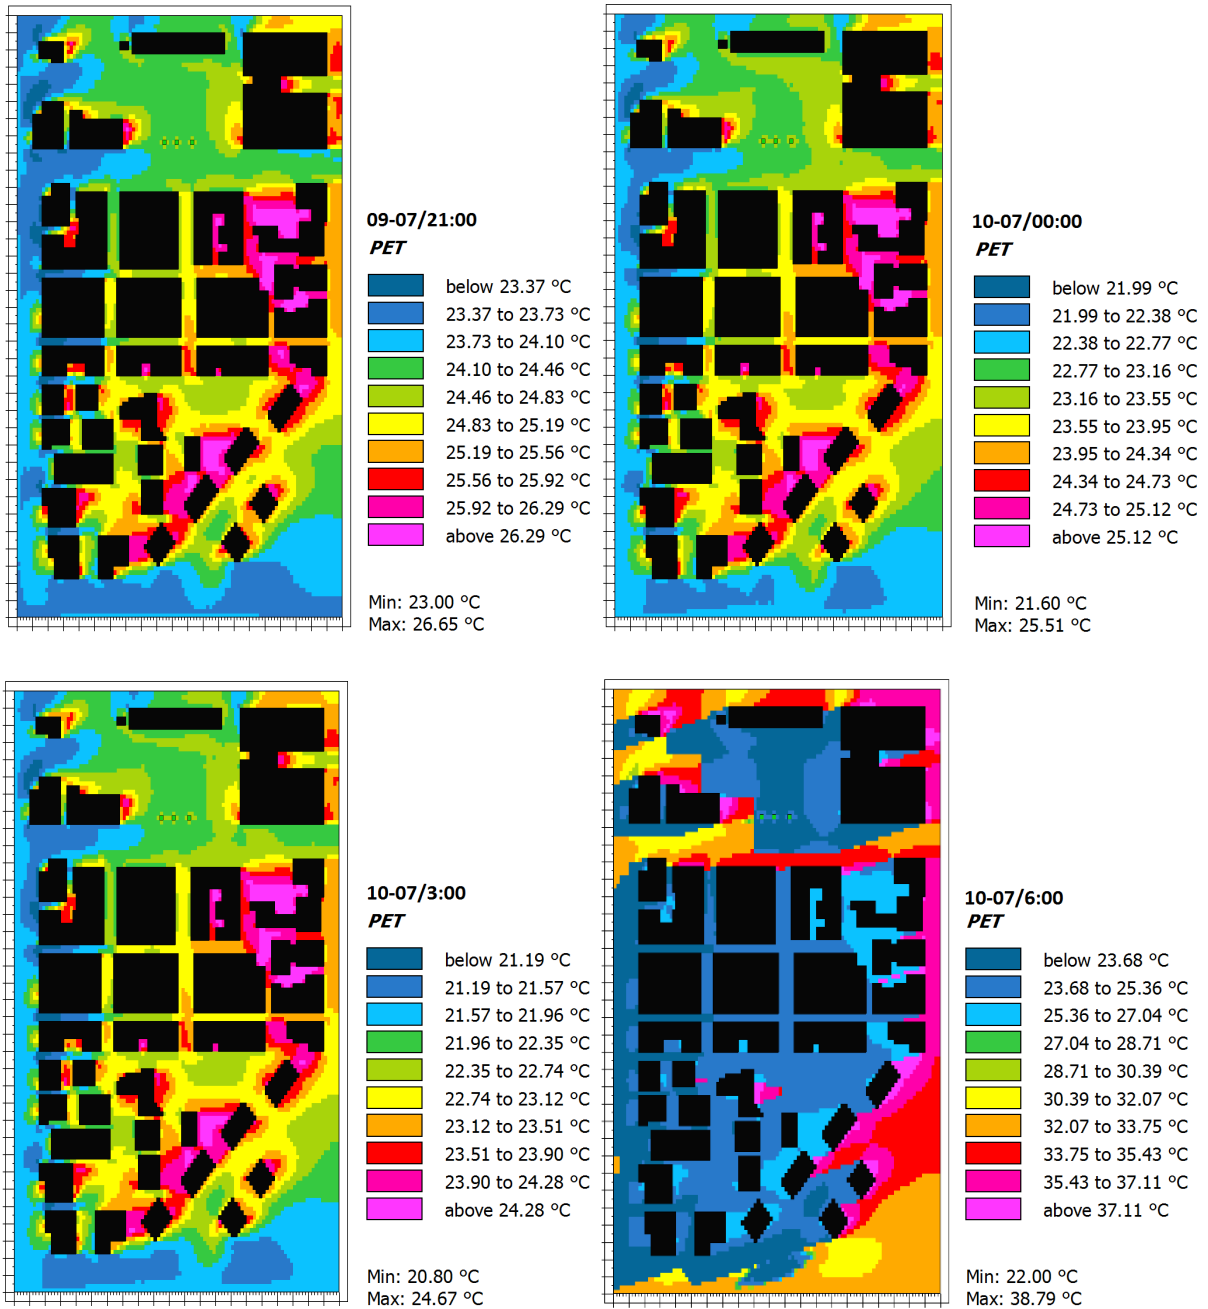 09-07/21:00
PET
below 23.37 °C
23.37 to 23.73 °C
23.73 to 24.10 °C
24.10 to 24.46 °C
24.46 to 24.83 °C
24.83 to 25.19 °C
25.19 to 25.56 °C
25.56 to 25.92 °C
25.92 to 26.29 °C
above 26.29 °C
Min: 23.00 °C
Max: 26.65 °C
10-07/00:00
PET
below 21.99 °C
21.99 to 22.38 °C
22.38 to 22.77 °C
22.77 to 23.16 °C
23.16 to 23.55 °C
23.55 to 23.95 °C
23.95 to 24.34 °C
24.34 to 24.73 °C
24.73 to 25.12 °C
above 25.12 °C
Min: 21.60 °C
Max: 25.51 °C
10-07/3:00
PET
below 21.19 °C
21.19 to 21.57 °C
21.57 to 21.96 °C
21.96 to 22.35 °C
22.35 to 22.74 °C
22.74 to 23.12 °C
23.12 to 23.51 °C
23.51 to 23.90 °C
23.90 to 24.28 °C
above 24.28 °C
Min: 20.80 °C
Max: 24.67 °C
10-07/6:00
PET
below 23.68 °C
23.68 to 25.36 °C
25.36 to 27.04 °C
27.04 to 28.71 °C
28.71 to 30.39 °C
30.39 to 32.07 °C
32.07 to 33.75 °C
33.75 to 35.43 °C
35.43 to 37.11 °C
above 37.11 °C
Min: 22.00 °C
Max: 38.79 °C